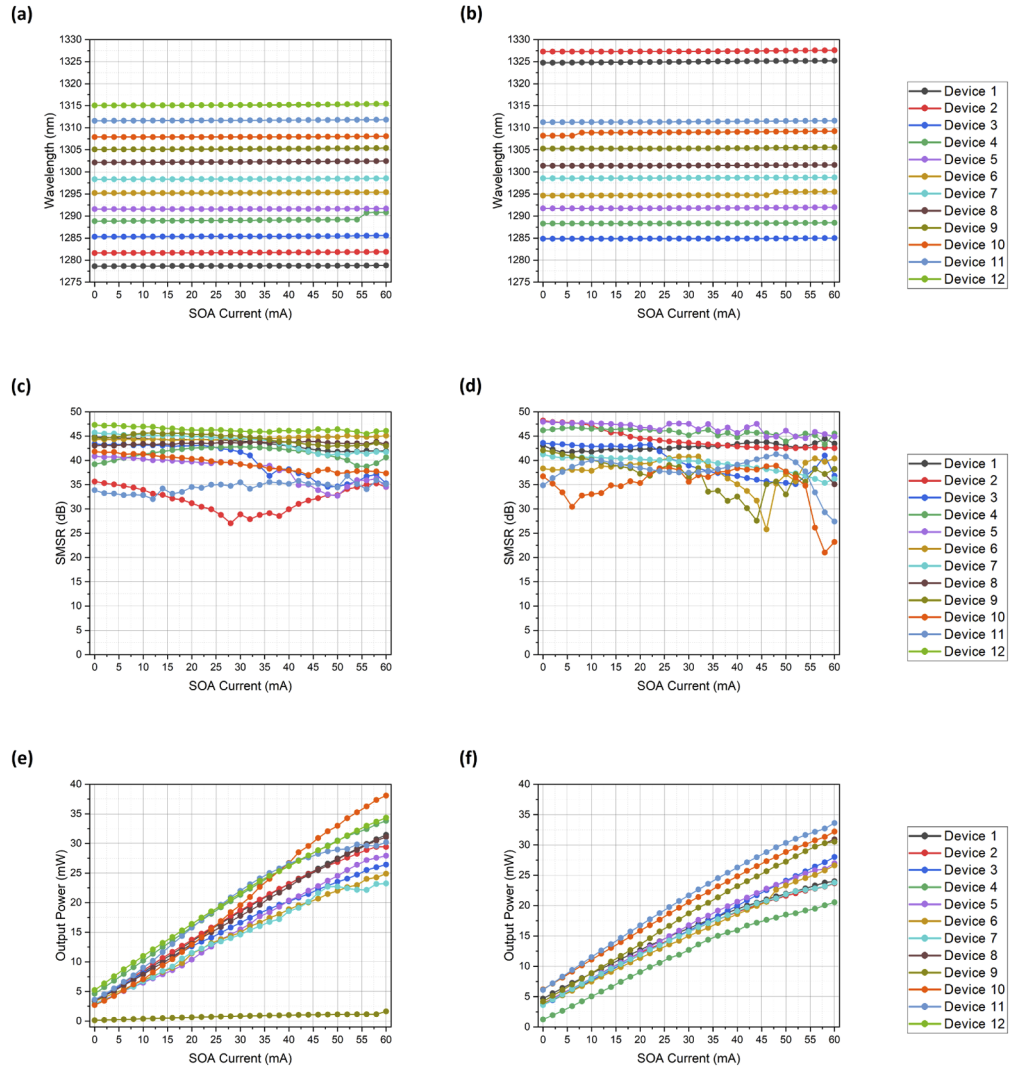 (a)
(b)
1330
1325
1320
1315
1310
1305
1300
1295
1290
1285
1280
1275
Wavelength (nm)
0 5 10 15 20 25 30 35 40 45 50 55 60
SOA Current (mA)
1330
1325
1320
1315
1310
1305
1300
1295
1290
1285
1280
1275
Wavelength (nm)
0 5 10 15 20 25 30 35 40 45 50 55 60
SOA Current (mA)
Device 1
Device 2
Device 3
Device 4
Device 5
Device 6
Device 7
Device 8
Device 9
Device 10
Device 11
Device 12
(c)
(d)
50
45
40
35
30
25
20
15
10
5
0
SMSR (dB)
0 5 10 15 20 25 30 35 40 45 50 55 60
SOA Current (mA)
50
45
40
35
30
25
20
15
10
5
0
SMSR (dB)
0 5 10 15 20 25 30 35 40 45 50 55 60
SOA Current (mA)
Device 1
Device 2
Device 3
Device 4
Device 5
Device 6
Device 7
Device 8
Device 9
Device 10
Device 11
Device 12
(e)
(f)
40
35
30
25
20
15
10
5
0
Output Power (mW)
0 5 10 15 20 25 30 35 40 45 50 55 60
SOA Current (mA)
40
35
30
25
20
15
10
5
0
Output Power (mW)
0 5 10 15 20 25 30 35 40 45 50 55 60
SOA Current (mA)
Device 1
Device 2
Device 3
Device 4
Device 5
Device 6
Device 7
Device 8
Device 9
Device 10
Device 11
Device 12